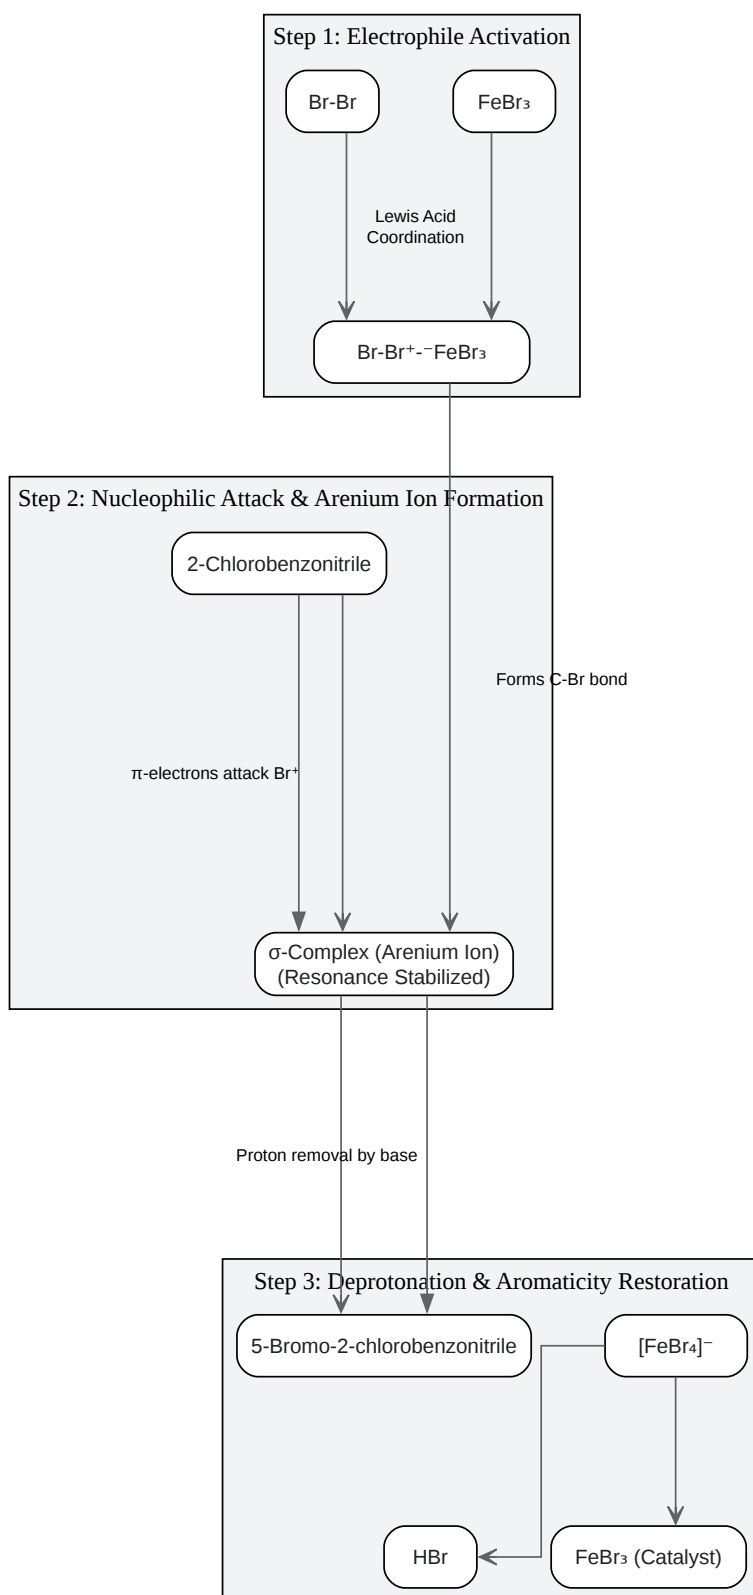 Step 1: Electrophile Activation
Br-Br
FeBr₃
Lewis Acid
Coordination
Br-Br⁺-⁻FeBr₃
Step 2: Nucleophilic Attack & Arenium Ion Formation
2-Chlorobenzonitrile
Forms C-Br bond
π-electrons attack Br⁺
σ-Complex (Arenium Ion)
(Resonance Stabilized)
Proton removal by base
Step 3: Deprotonation & Aromaticity Restoration
5-Bromo-2-chlorobenzonitrile
[FeBr₄]⁻
HBr
FeBr₃ (Catalyst)